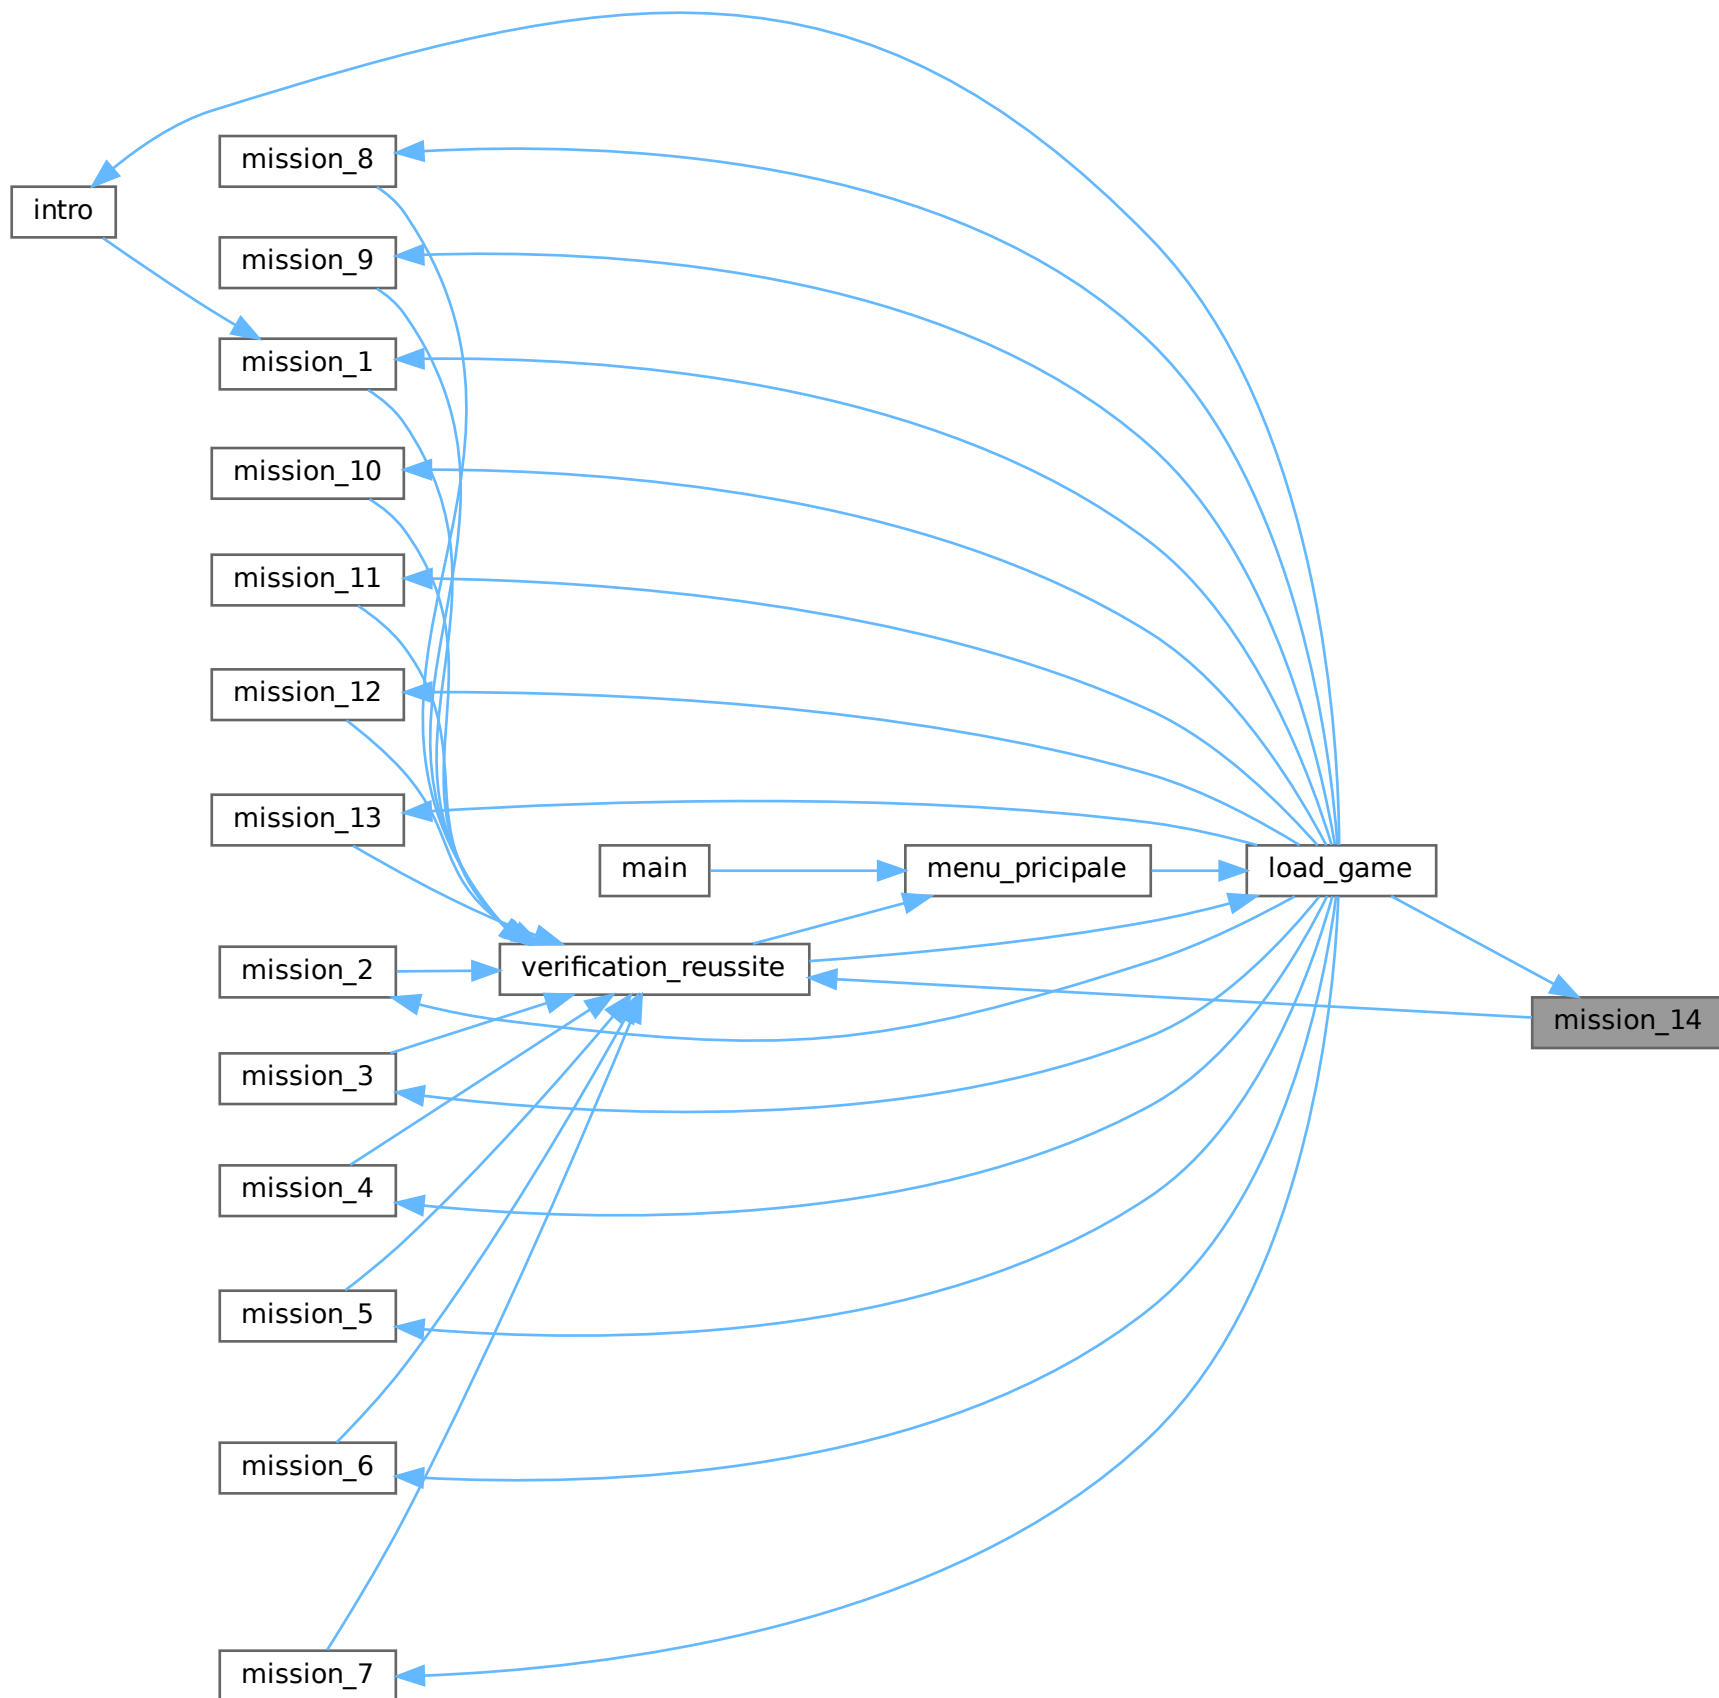 mission_8
intro
mission_9
mission_1
mission_10
mission_11
mission_12
mission_13
main
menu_pricipale
load_game
mission_2
verification_reussite
mission_14
mission_3
mission_4
mission_5
mission_6
mission_7